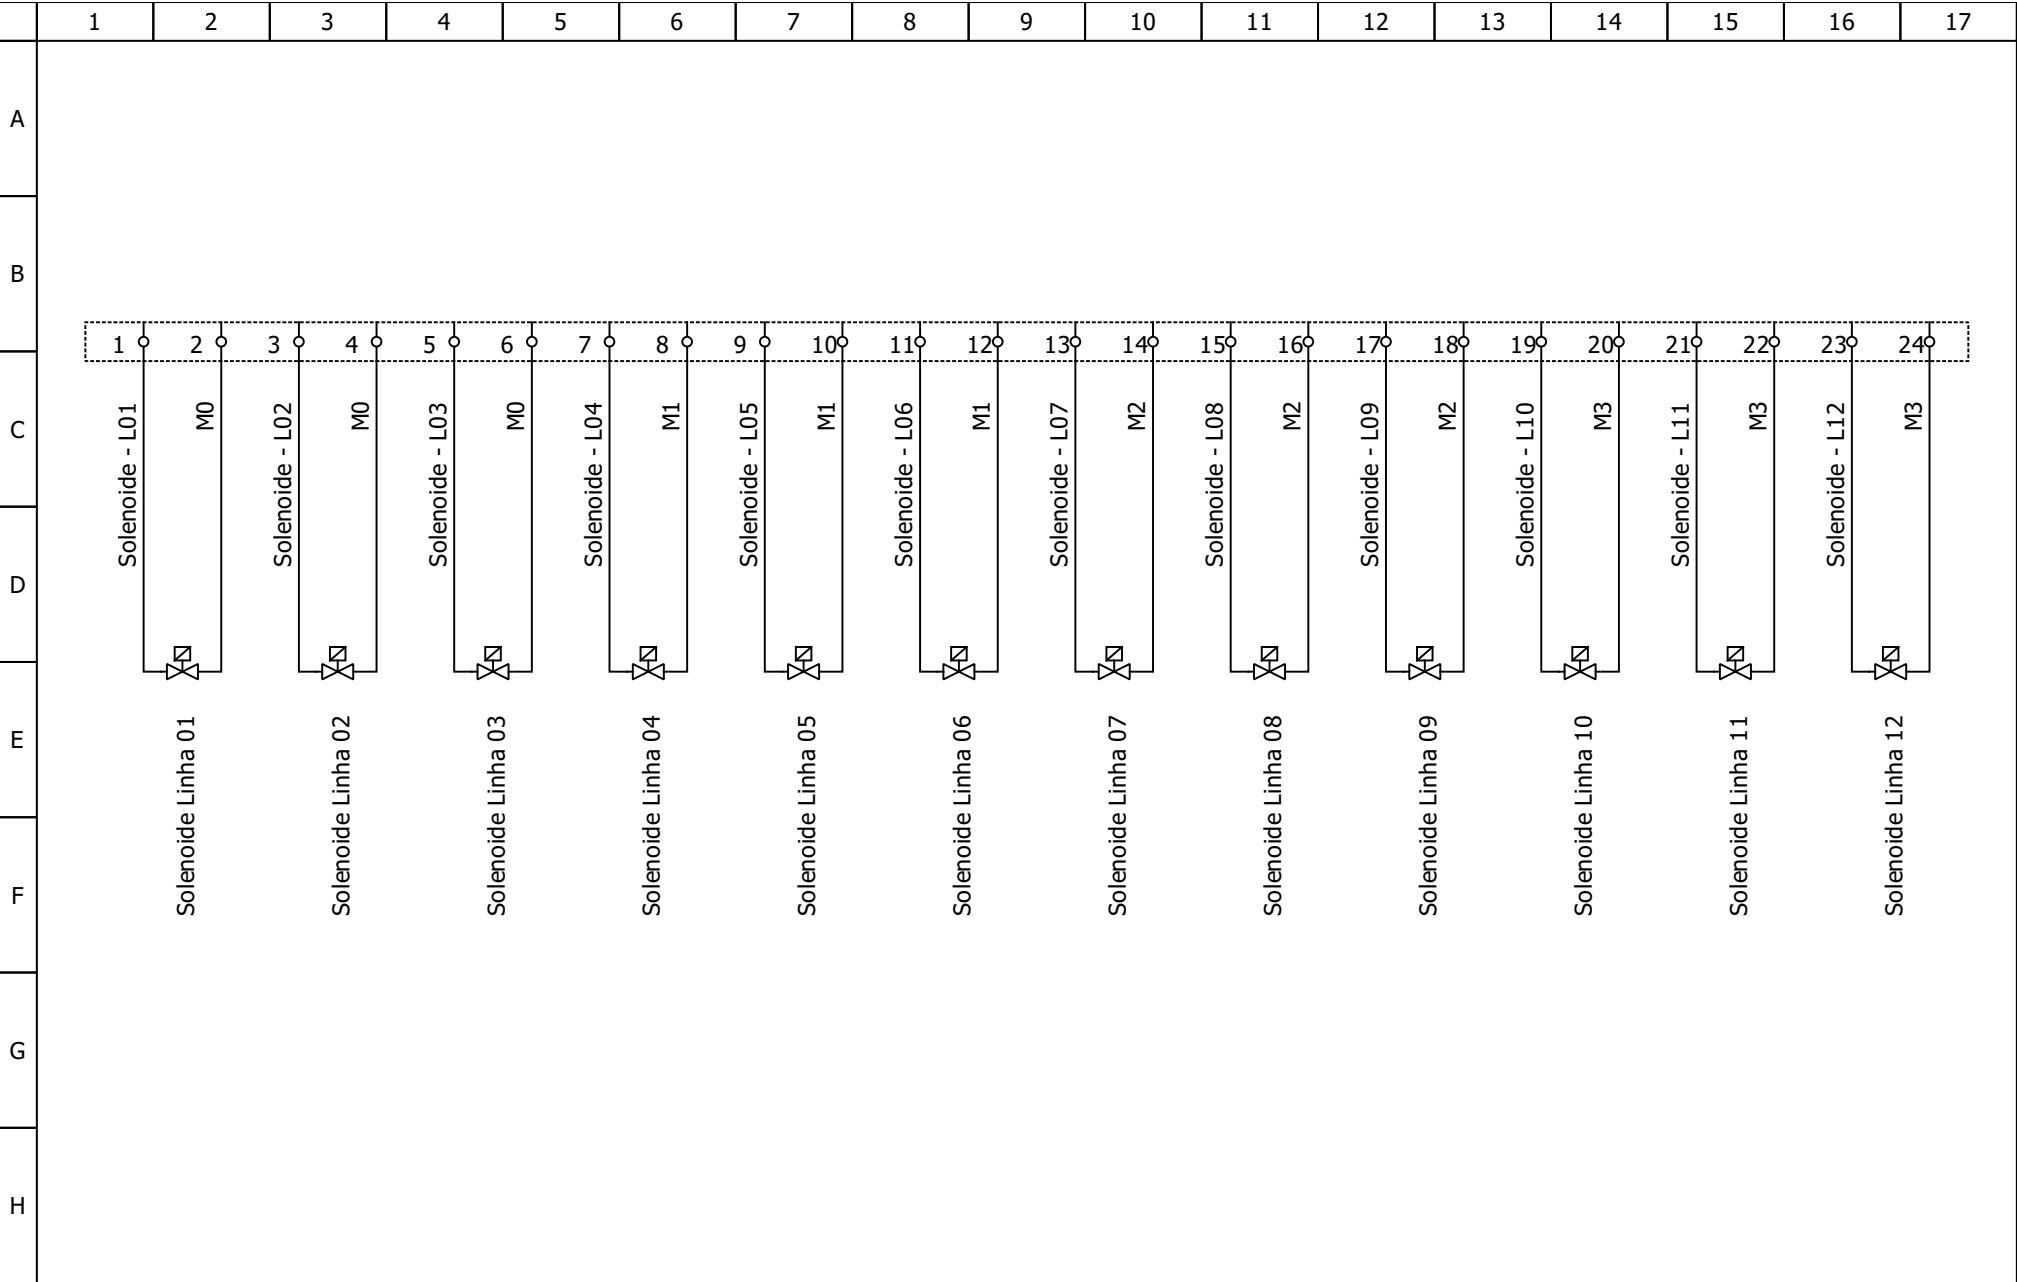 1 2 3 4 5 6 7 8 9 10 11 12 13 14 15 16 17
A
B
1 2 3 4 5 6 7 8 9 10 11 12 13 14 15 16 17 18 19 20 21 22 23 24
C
Solenoide - L01
M0
Solenoide - L02
M0
Solenoide - L03
M0
Solenoide - L04
M1
Solenoide - L05
M1
Solenoide - L06
M1
Solenoide - L07
M2
Solenoide - L08
M2
Solenoide - L09
M2
Solenoide - L10
M3
Solenoide - L11
M3
Solenoide - L12
M3
D
E
Solenoide Linha 01
Solenoide Linha 02
Solenoide Linha 03
Solenoide Linha 04
Solenoide Linha 05
Solenoide Linha 06
Solenoide Linha 07
Solenoide Linha 08
Solenoide Linha 09
Solenoide Linha 10
Solenoide Linha 11
Solenoide Linha 12
F
G
H